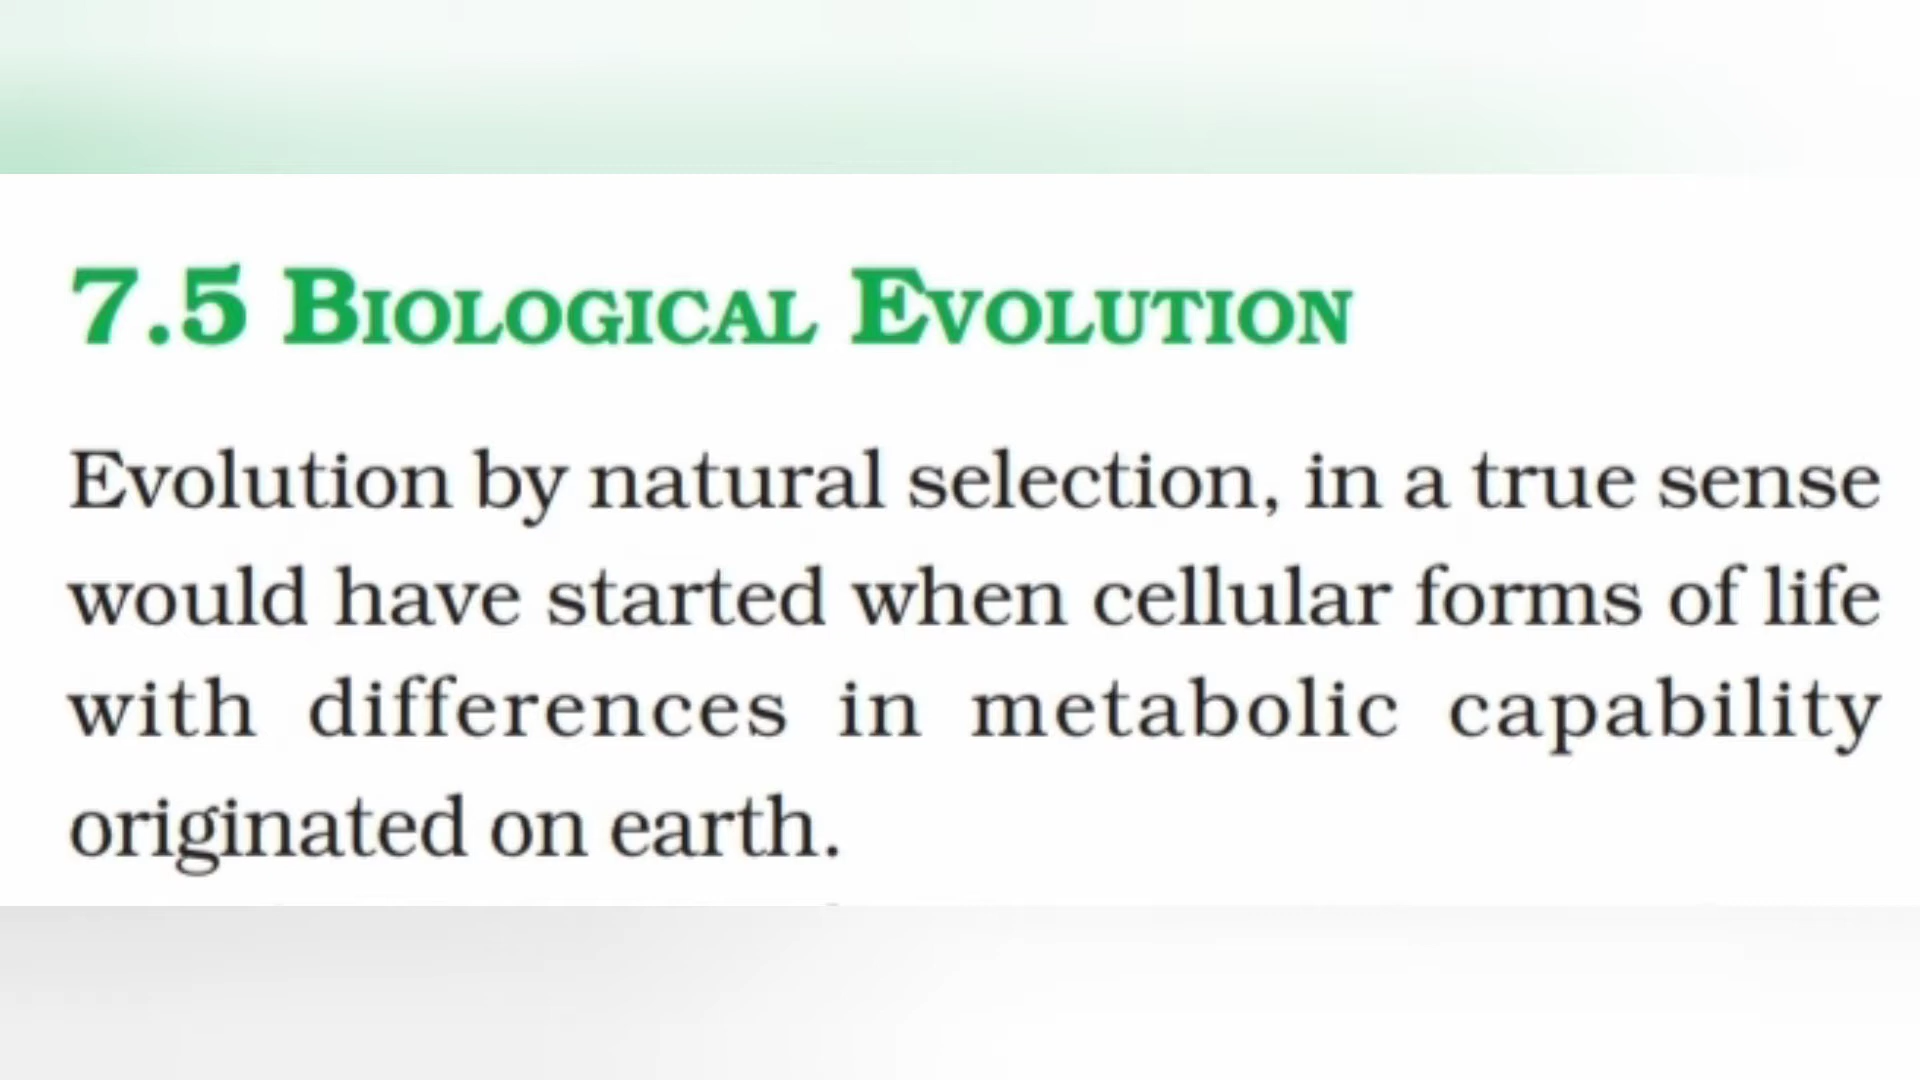 7.5 BIOLOGICAL EVOLUTION
Evolution by natural selection, in a true sense
would have started when cellular forms of life
with differences in metabolic capability
originated on earth.